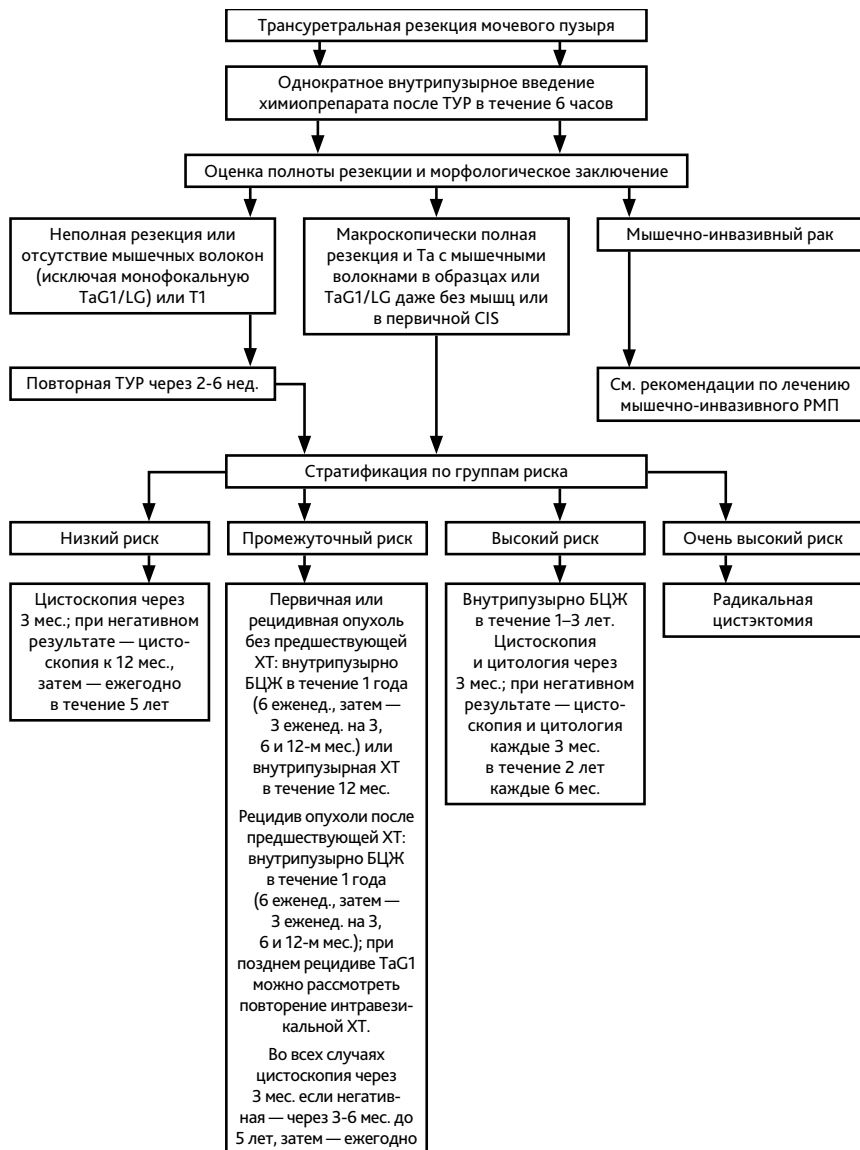 Трансуретральная резекция мочевого пузыря
Однократное внутрипузырное введение
химиопрепарата после ТУР в течение 6 часов
Оценка полноты резекции и морфологическое заключение
Неполная резекция или
отсутствие мышечных волокон
(исключая монофокальную
TaG1/LG) или T1
Макроскопически полная
резекция и Ta с мышечными
волокнами в образцах или
TaG1/LG даже без мышц или
в первичной CIS
Мышечно-инвазивный рак
Повторная ТУР через 2-6 нед.
См. рекомендации по лечению
мышечно-инвазивного РМП
Стратификация по группам риска
Низкий риск
Промежуточный риск
Высокий риск
Очень высокий риск
Цистоскопия через
3 мес.; при негативном
результате — цисто-
скопия к 12 мес.,
затем — ежегодно
в течение 5 лет
Первичная или
рецидивная опухоль
без предшествующей
ХТ: внутрипузырно
БЦЖ в течение 1 года
(6 еженед., затем —
3 еженед. на 3,
6 и 12-м мес.) или
внутрипузырная ХТ
в течение 12 мес.
Рецидив опухоли после
предшествующей ХТ:
внутрипузырно БЦЖ
в течение 1 года
(6 еженед., затем —
3 еженед. на 3,
6 и 12-м мес.); при
позднем рецидиве TaG1
можно рассмотреть
повторение интравези-
кальной ХТ.
Во всех случаях
цистоскопия через
3 мес. если негатив-
ная — через 3-6 мес. до
5 лет, затем — ежегодно
Внутрипузырно БЦЖ
в течение 1–3 лет.
Цистоскопия
и цитология через
3 мес.; при негативном
результате — цисто-
скопия и цитология
каждые 3 мес.
в течение 2 лет
каждые 6 мес.
Радикальная
цистэктомия